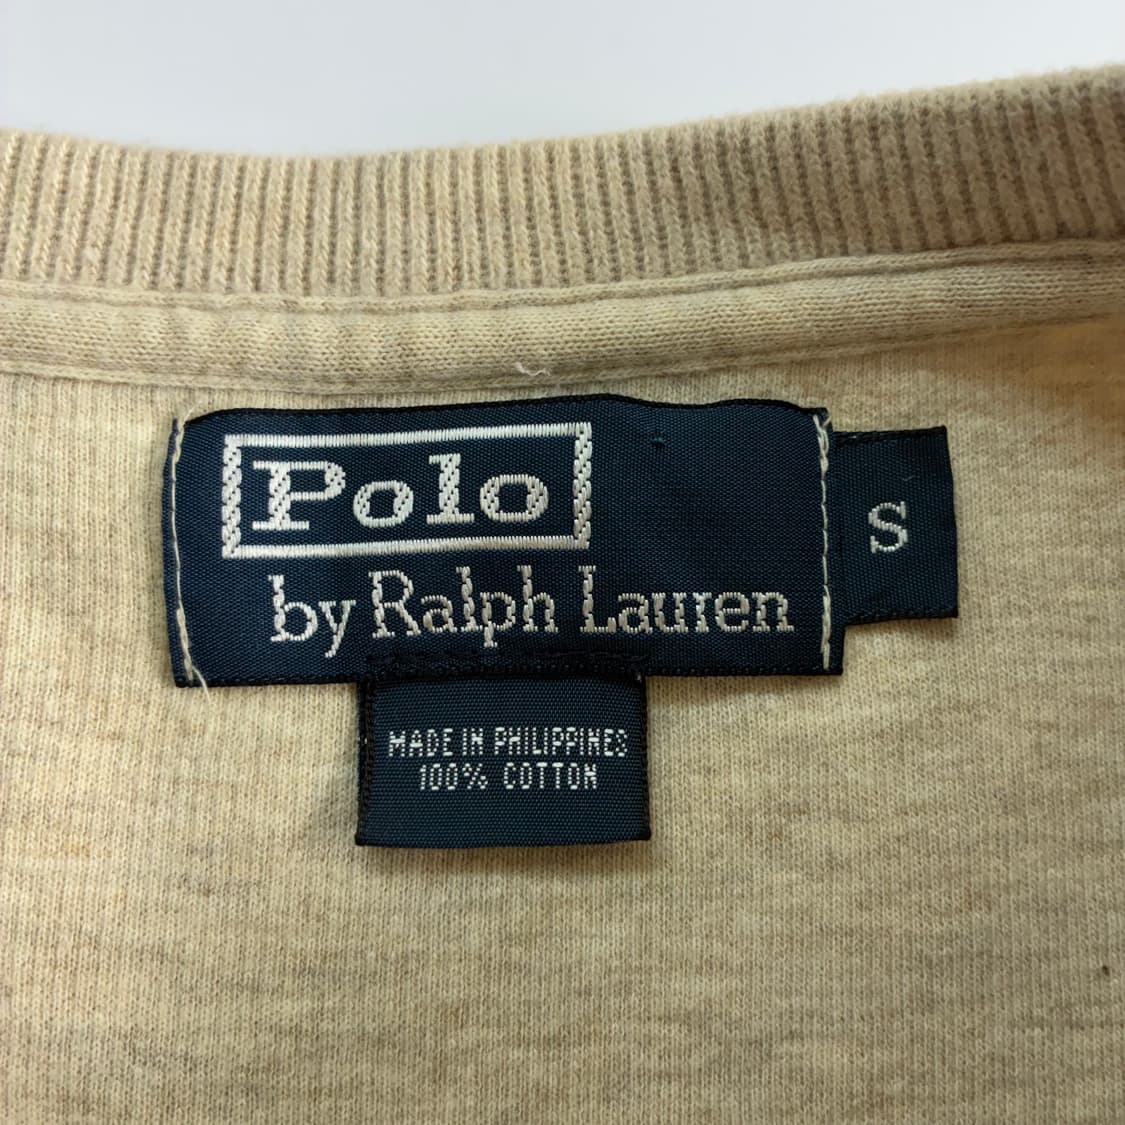 Polo
by Ralph Lauren
S
MADE IN PHILIPPINES
100% COTTON